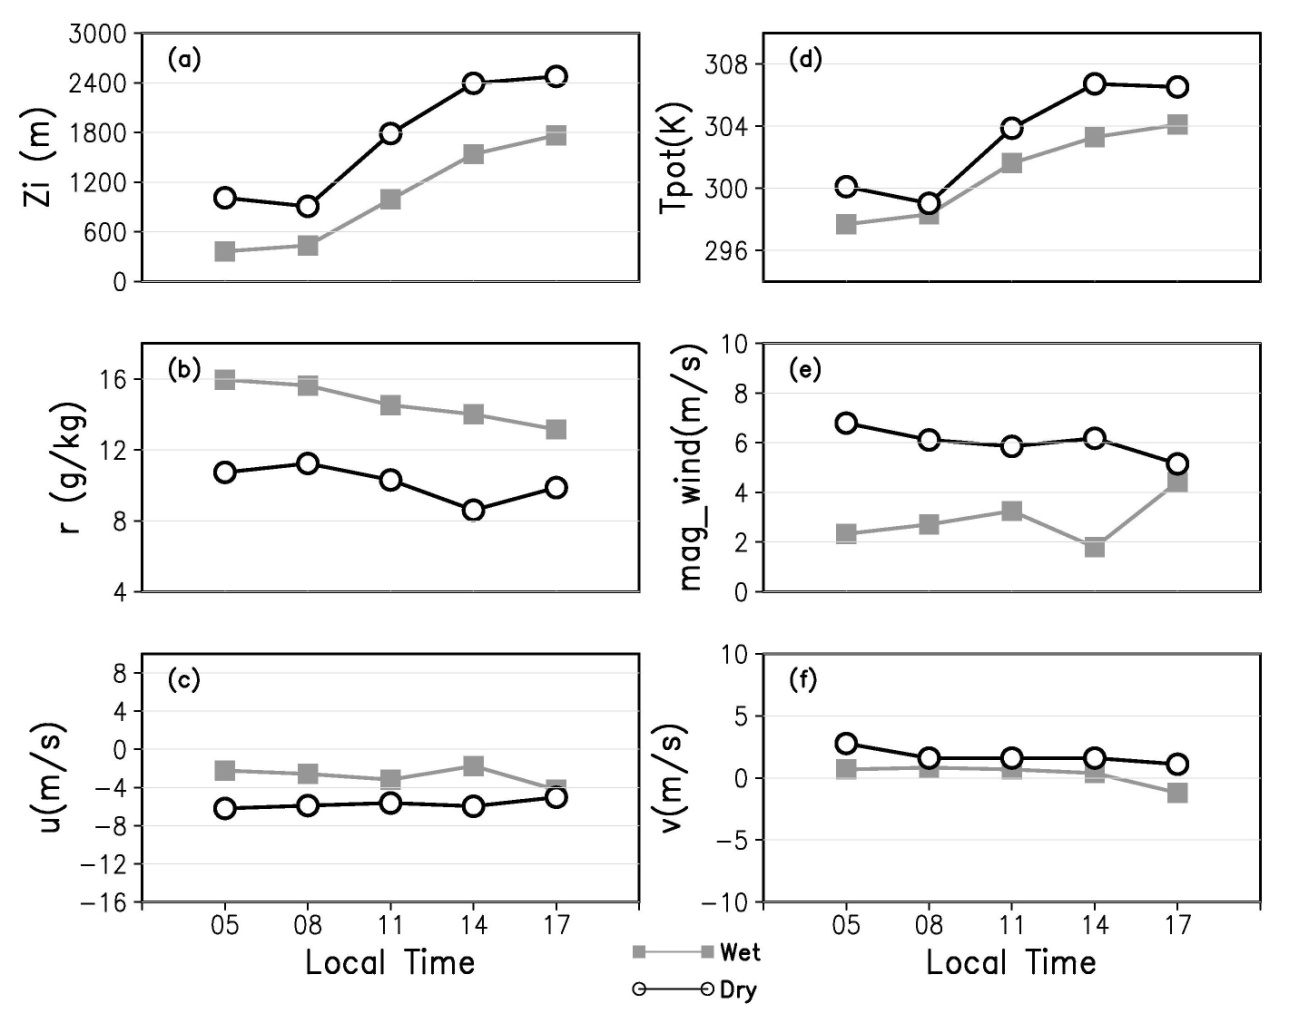 (a)
Zi (m)
3000
2400
1800
1200
600
0
(d)
Tpot(K)
308
304
300
296
(b)
r (g/kg)
16
12
8
4
(e)
mag_wind(m/s)
10
8
6
4
2
0
(c)
u(m/s)
8
4
0
−4
−8
−12
−16
05 08 11 14 17
Local Time
(f)
v(m/s)
10
5
0
−5
−10
05 08 11 14 17
Local Time
Wet
Dry